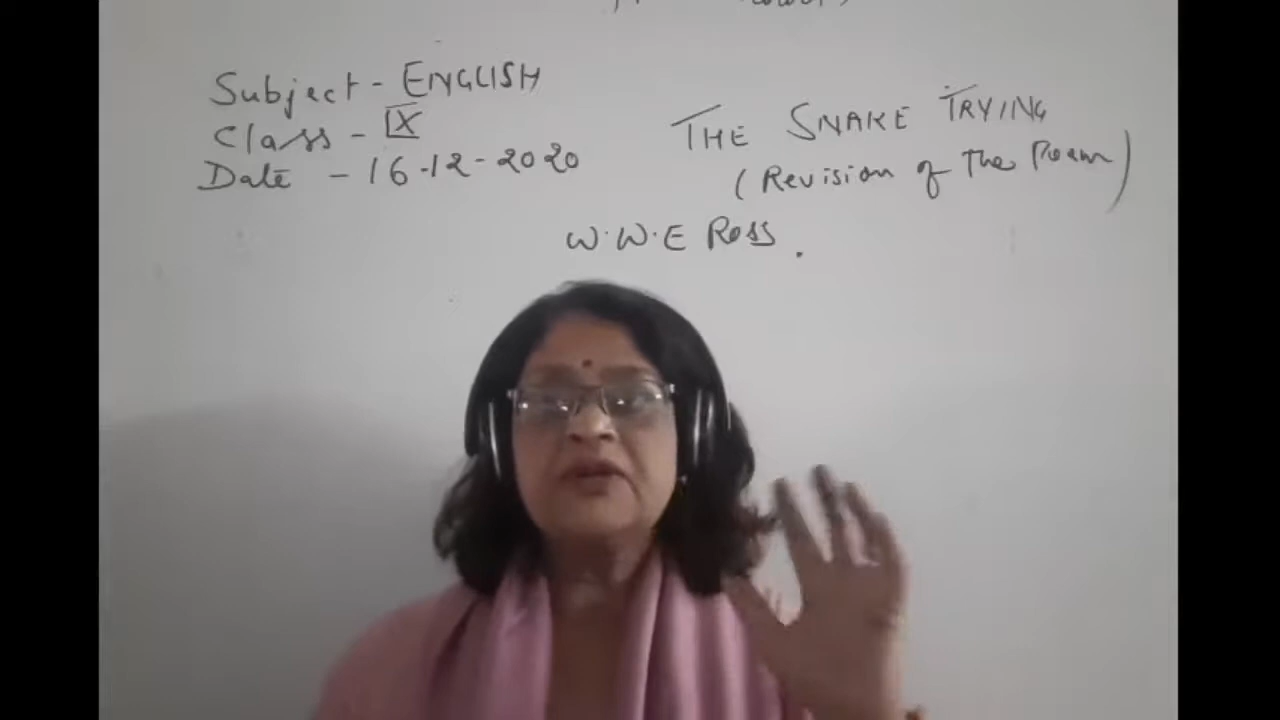 Subject - ENGLISH
Class - IX
Date - 16-12-2020
THE SNAKE TRYING
(Revision of The Poem)
W.W.E Ross.